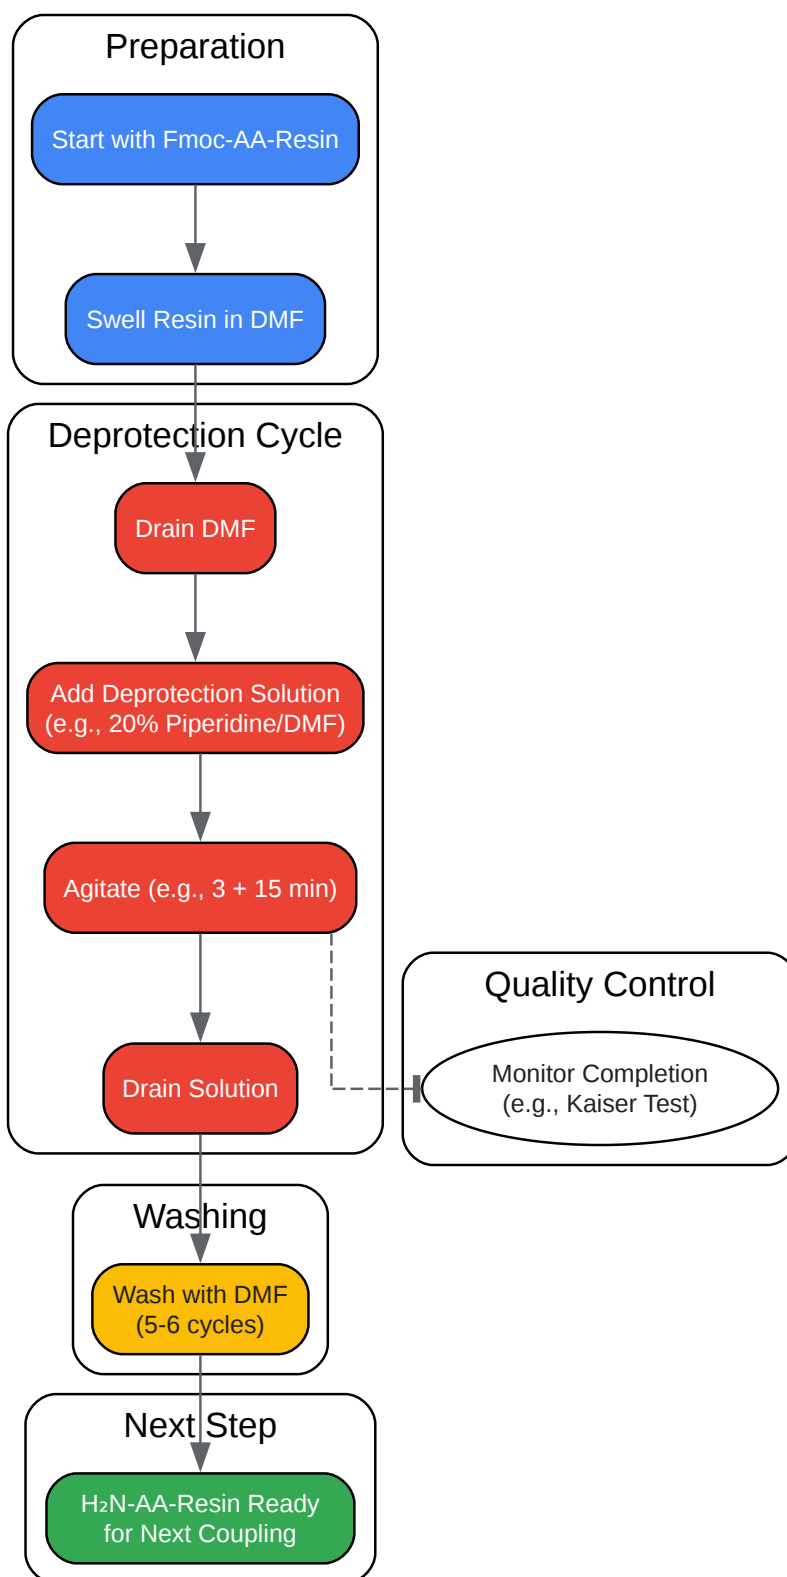 Preparation
Start with Fmoc-AA-Resin
Swell Resin in DMF
Deprotection Cycle
Drain DMF
Add Deprotection Solution
(e.g., 20% Piperidine/DMF)
Agitate (e.g., 3 + 15 min)
Drain Solution
Quality Control
Monitor Completion
(e.g., Kaiser Test)
Washing
Wash with DMF
(5-6 cycles)
Next Step
H₂N-AA-Resin Ready
for Next Coupling